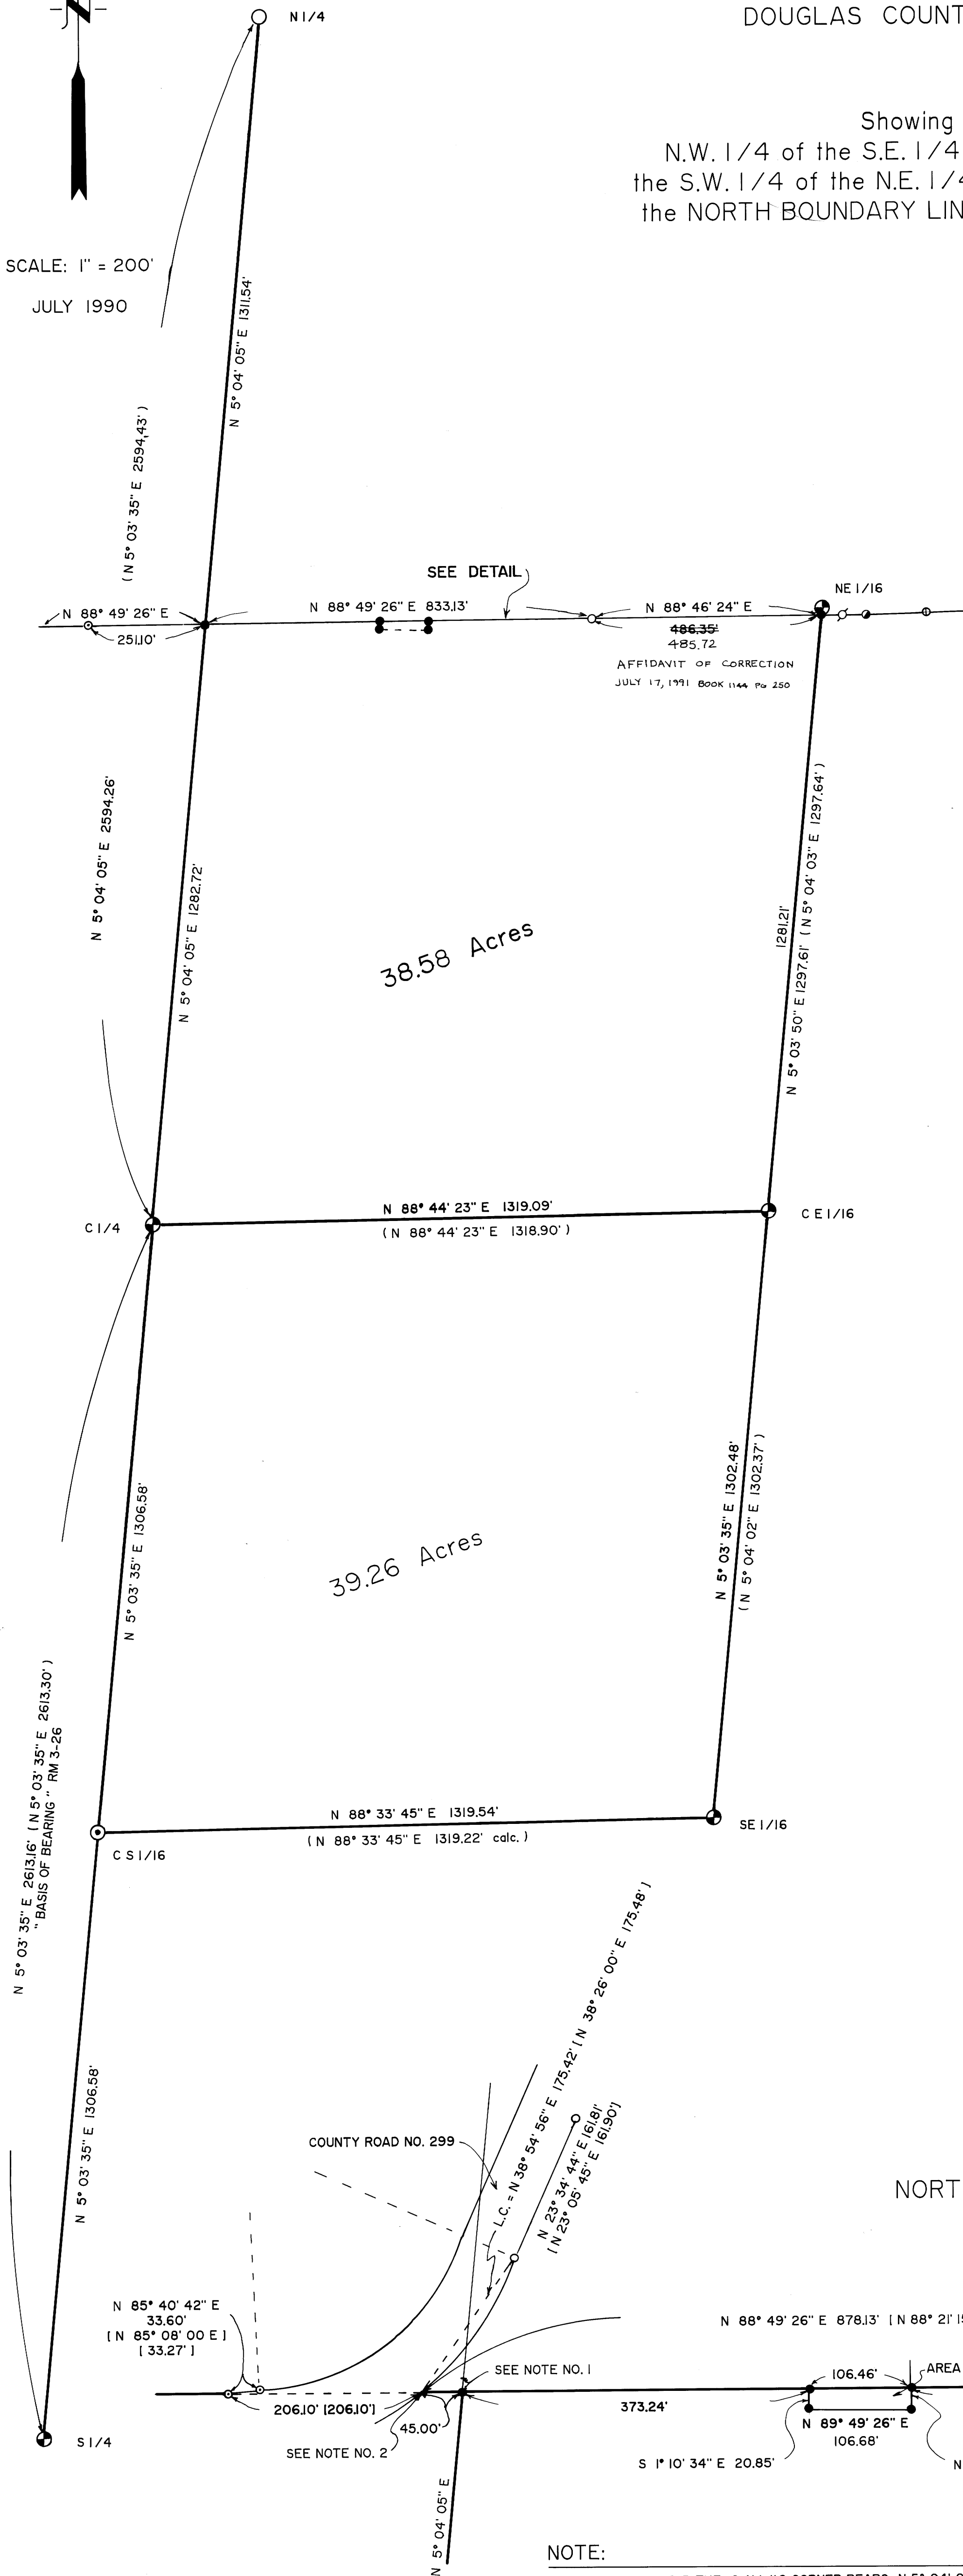 N
N 1/4
DOUGLAS COUNT
Showing
N.W. 1/4 of the S.E. 1/4
the S.W. 1/4 of the N.E. 1/4
the NORTH BOUNDARY LIN
SCALE: 1" = 200'
JULY 1990
N 5° 04' 05" E 1311.54'
( N 5° 03' 35" E 2594.43' )
SEE DETAIL
NE 1/16
N 88° 49' 26" E
251.10'
N 88° 49' 26" E 833.13'
N 88° 46' 24" E
486.35'
485.72
AFFIDAVIT OF CORRECTION
JULY 17, 1991 BOOK 1144 PG 250
N 5° 04' 05" E 2594.26'
N 5° 04' 05" E 1282.72'
38.58 Acres
1281.21'
N 5° 03' 50" E 1297.61' ( N 5° 04' 03" E 1297.64' )
C 1/4
N 88° 44' 23" E 1319.09'
( N 88° 44' 23" E 1318.90' )
C E 1/16
N 5° 03' 35" E 1306.58'
39.26 Acres
N 5° 03' 35" E 1302.48'
( N 5° 04' 02" E 1302.37' )
N 5° 03' 35" E 2613.16' ( N 5° 03' 35" E 2613.30' )
" BASIS OF BEARING " RM 3-26
N 88° 33' 45" E 1319.54'
( N 88° 33' 45" E 1319.22' calc. )
C S 1/16
SE 1/16
N 5° 03' 35" E 1306.58'
COUNTY ROAD NO. 299
L.C. = N 38° 54' 56" E 175.42' [ N 38° 26' 00" E 175.48' ]
N 23° 34' 44" E 161.81'
[ N 23° 05' 45" E 161.90']
NORT
N 85° 40' 42" E
33.60'
[ N 85° 08' 00 E ]
[ 33.27' ]
N 88° 49' 26" E 878.13' [ N 88° 21' 15
SEE NOTE NO. 1
106.46'
AREA
206.10' [206.10']
45.00'
373.24'
N 89° 49' 26" E
106.68'
S 1/4
SEE NOTE NO. 2
S 1° 10' 34" E 20.85'
N
N 5° 04' 05" E
NOTE: